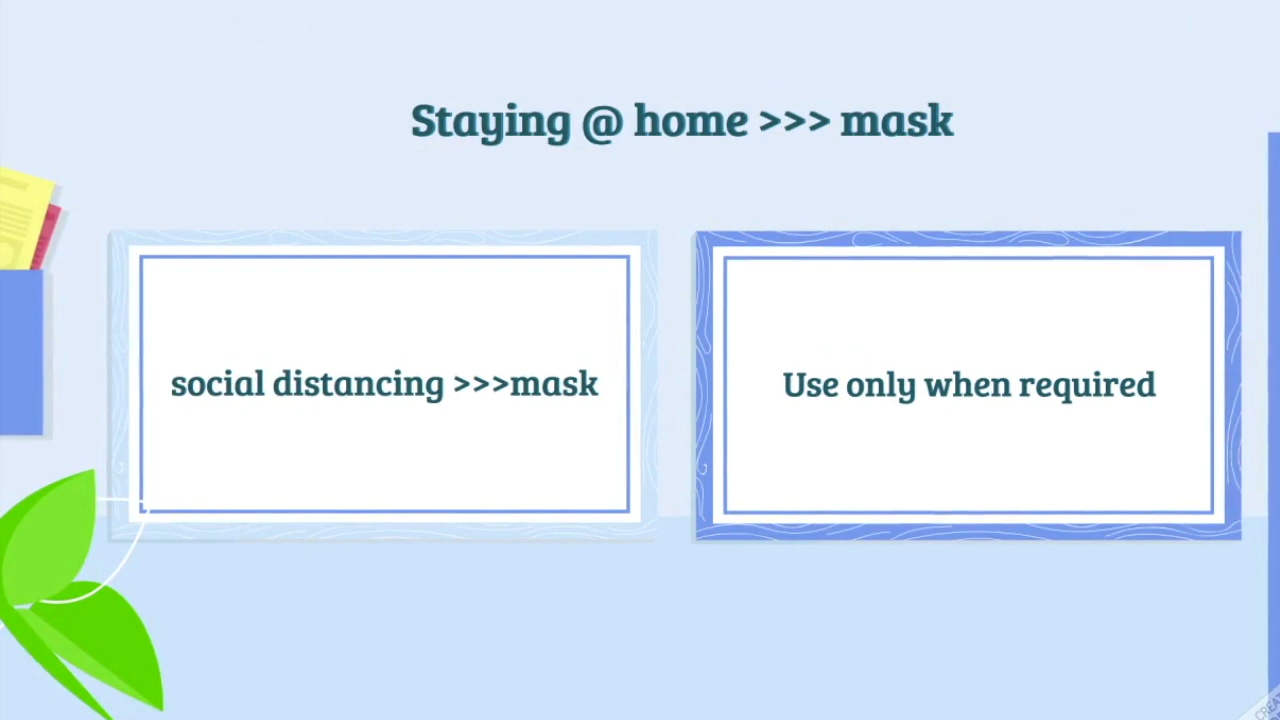 Staying @ home >>> mask
social distancing >>>mask
Use only when required